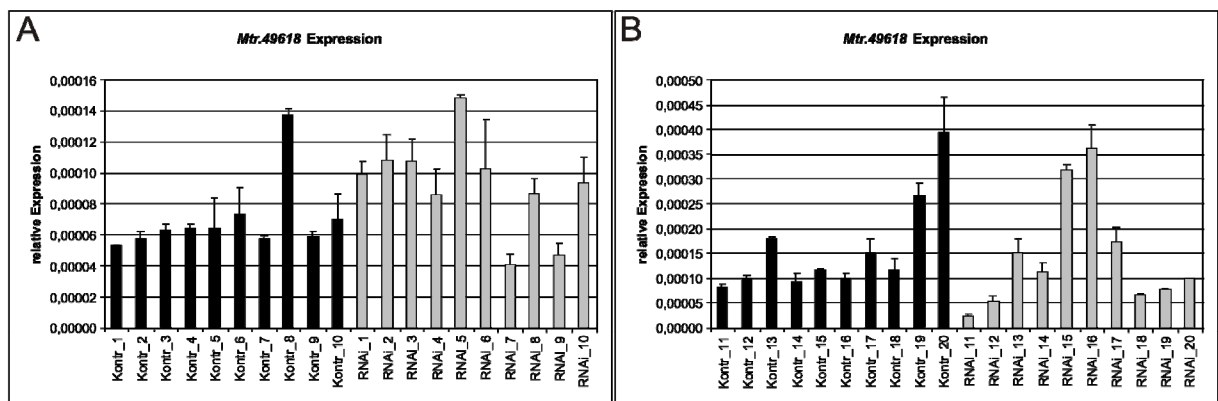 A
Mtr.49618 Expression
relative Expression
0,00016
0,00014
0,00012
0,00010
0,00008
0,00006
0,00004
0,00002
0,00000
Kontr_1
Kontr_2
Kontr_3
Kontr_4
Kontr_5
Kontr_6
Kontr_7
Kontr_8
Kontr_9
Kontr_10
RNAi_1
RNAi_2
RNAi_3
RNAi_4
RNAi_5
RNAi_6
RNAi_7
RNAi_8
RNAi_9
RNAi_10
B
Mtr.49618 Expression
relative Expression
0,00050
0,00045
0,00040
0,00035
0,00030
0,00025
0,00020
0,00015
0,00010
0,00005
0,00000
Kontr_11
Kontr_12
Kontr_13
Kontr_14
Kontr_15
Kontr_16
Kontr_17
Kontr_18
Kontr_19
Kontr_20
RNAi_11
RNAi_12
RNAi_13
RNAi_14
RNAi_15
RNAi_16
RNAi_17
RNAi_18
RNAi_19
RNAi_20